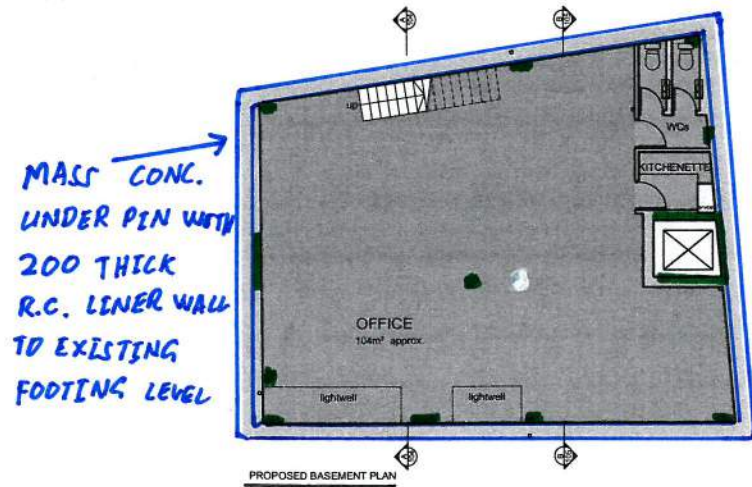 A
B
up
WCs
KITCHENETTE
MASS CONC.
UNDER PIN WITH
200 THICK
R.C. LINER WALL
TO EXISTING
FOOTING LEVEL
OFFICE
104m² approx.
lightwell
lightwell
A
B
PROPOSED BASEMENT PLAN